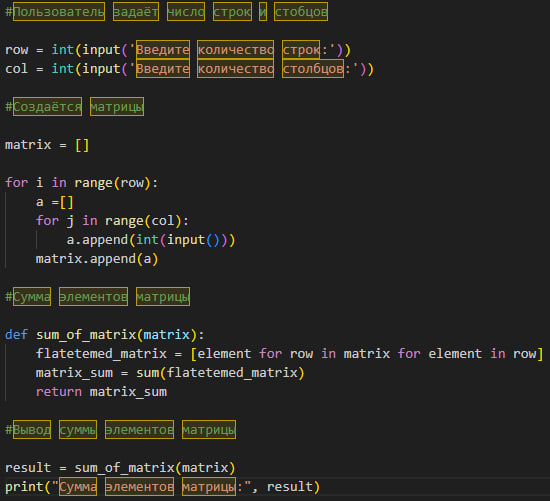 #Пользователь задаёт число строк и стобцов
row = int(input('Введите количество строк:'))
col = int(input('Введите количество столбцов:'))
#Создаётся матрицы
matrix = []
for i in range(row):
    a =[]
    for j in range(col):
        a.append(int(input()))
    matrix.append(a)
#Сумма элементов матрицы
def sum_of_matrix(matrix):
    flatetemed_matrix = [element for row in matrix for element in row]
    matrix_sum = sum(flatetemed_matrix)
    return matrix_sum
#Вывод суммы элементов матрицы
result = sum_of_matrix(matrix)
print("Сумма элементов матрицы:", result)